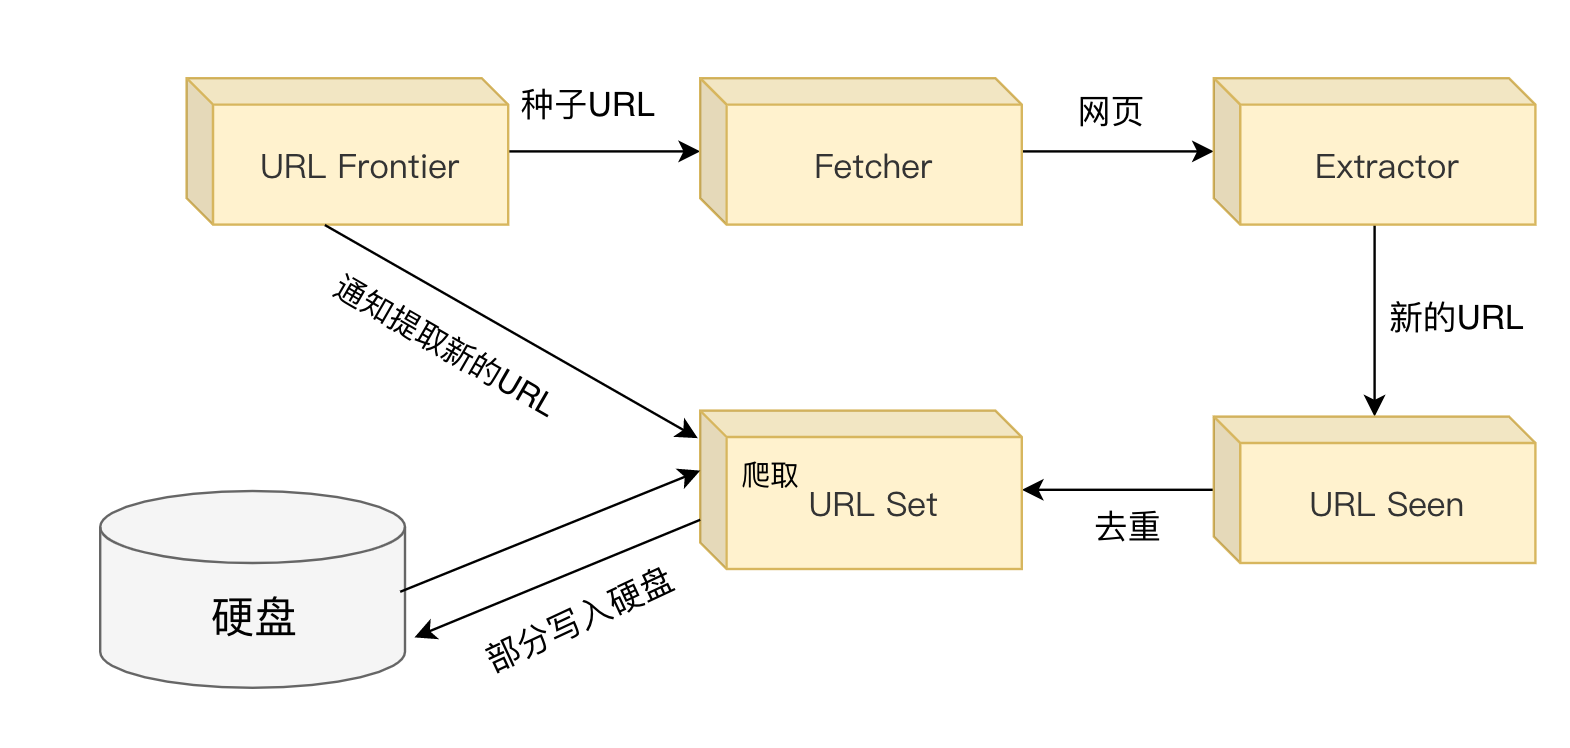 种子URL
网页
URL Frontier
Fetcher
Extractor
通知提取新的URL
新的URL
爬取
URL Set
URL Seen
去重
硬盘
部分写入硬盘